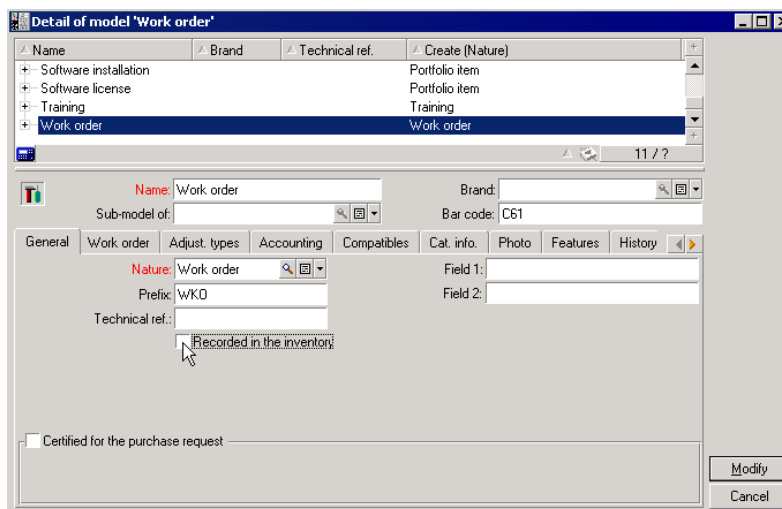 Detail of model 'Work order'
Name Brand Technical ref. Create (Nature)
Software installation Portfolio item
Software license Portfolio item
Training Training
Work order Work order
11 / ?
Name: Work order Brand:
Sub-model of: Bar code: C61
General Work order Adjust. types Accounting Compatibles Cat. info. Photo Features History
Nature: Work order Field 1:
Prefix: WKO Field 2:
Technical ref.:
Recorded in the inventory
Certified for the purchase request
Modify
Cancel